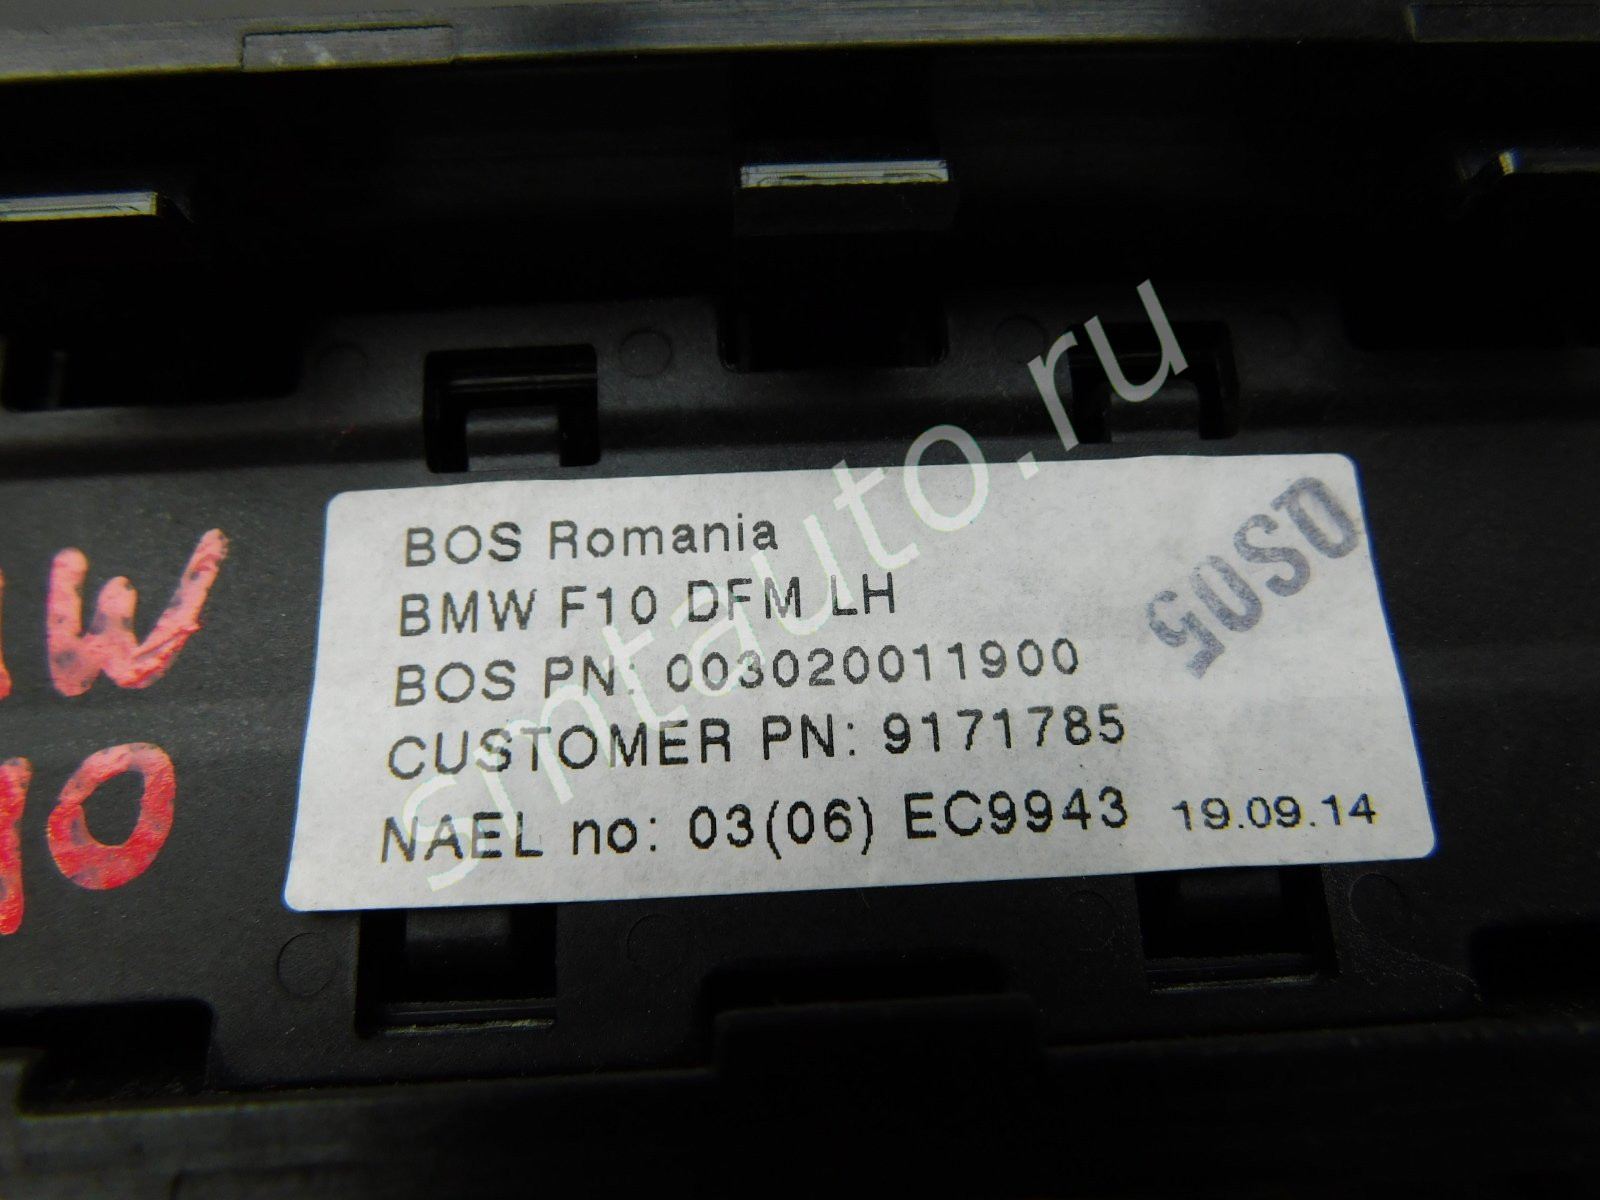 BOS Romania
BMW F10 DFM LH
BOS PN: 003020011900
CUSTOMER PN: 9171785
NAEL no: 03(06) EC9943 19.09.14
smtauto.ru